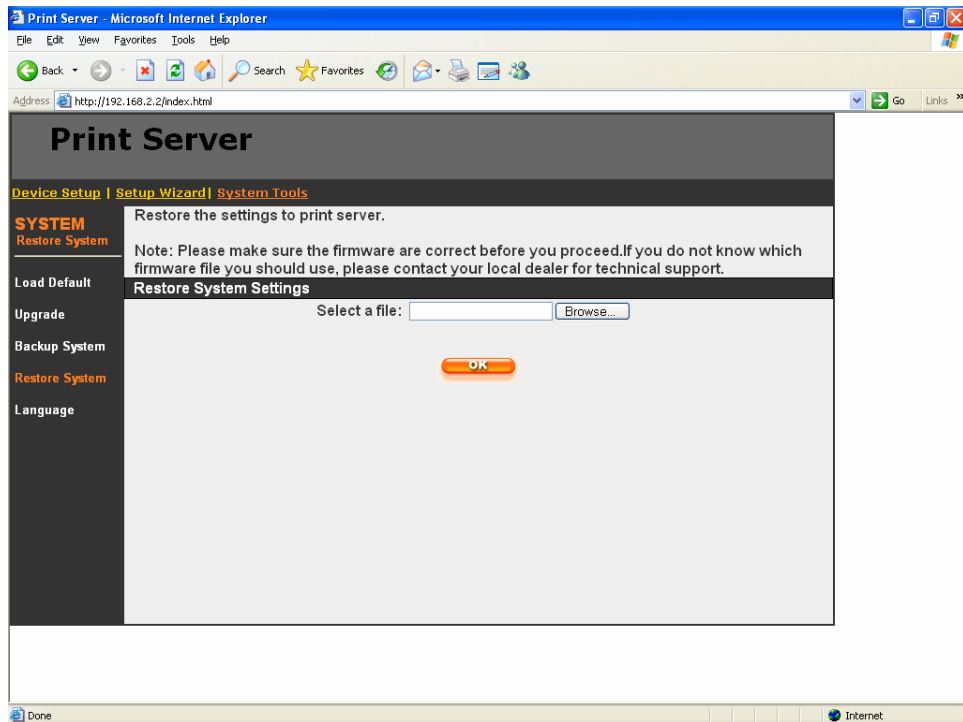 Print Server - Microsoft Internet Explorer
File Edit View Favorites Tools Help
Back Search Favorites
Address http://192.168.2.2/index.html Go Links »
Print Server
Device Setup | Setup Wizard| System Tools
SYSTEM
Restore System
Load Default
Upgrade
Backup System
Restore System
Language
Restore the settings to print server.
Note: Please make sure the firmware are correct before you proceed.If you do not know which
firmware file you should use, please contact your local dealer for technical support.
Restore System Settings
Select a file: Browse...
OK
Done Internet